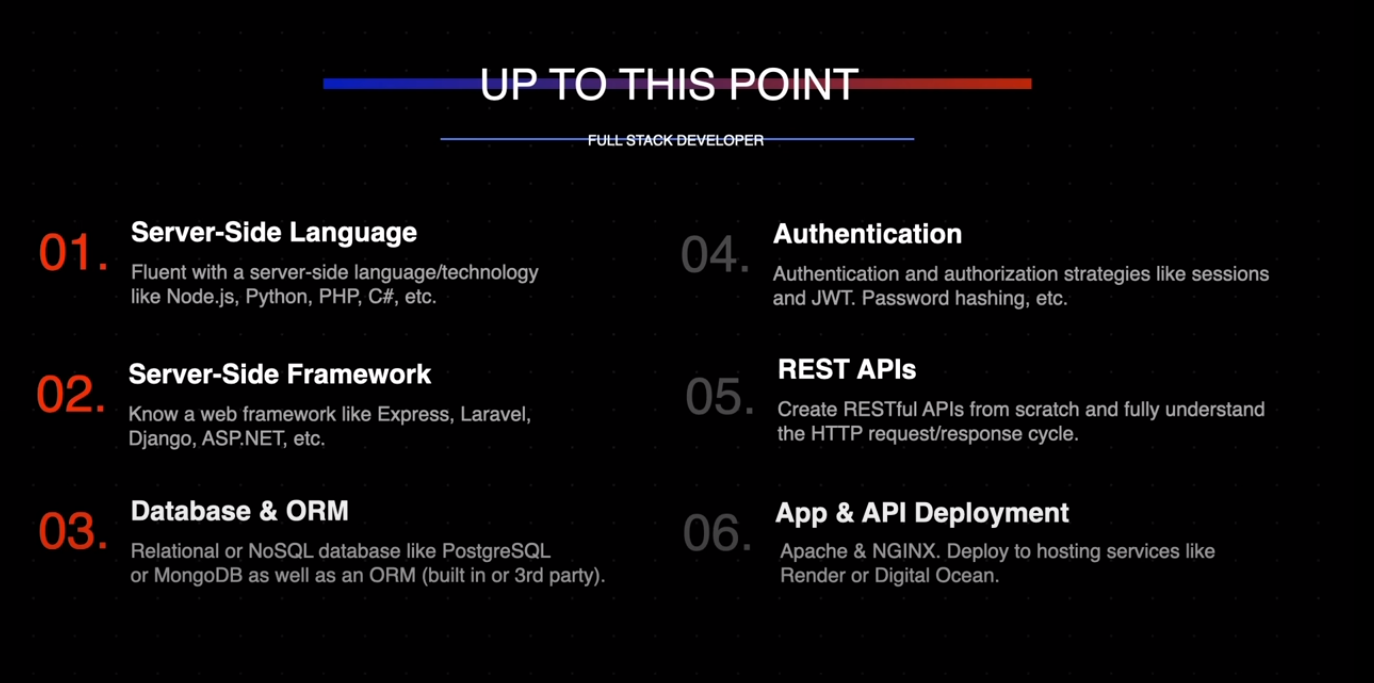 UP TO THIS POINT
FULL STACK DEVELOPER
01.
Server-Side Language
Fluent with a server-side language/technology
like Node.js, Python, PHP, C#, etc.
02.
Server-Side Framework
Know a web framework like Express, Laravel,
Django, ASP.NET, etc.
03.
Database & ORM
Relational or NoSQL database like PostgreSQL
or MongoDB as well as an ORM (built in or 3rd party).
04.
Authentication
Authentication and authorization strategies like sessions
and JWT. Password hashing, etc.
05.
REST APIs
Create RESTful APIs from scratch and fully understand
the HTTP request/response cycle.
06.
App & API Deployment
Apache & NGINX. Deploy to hosting services like
Render or Digital Ocean.